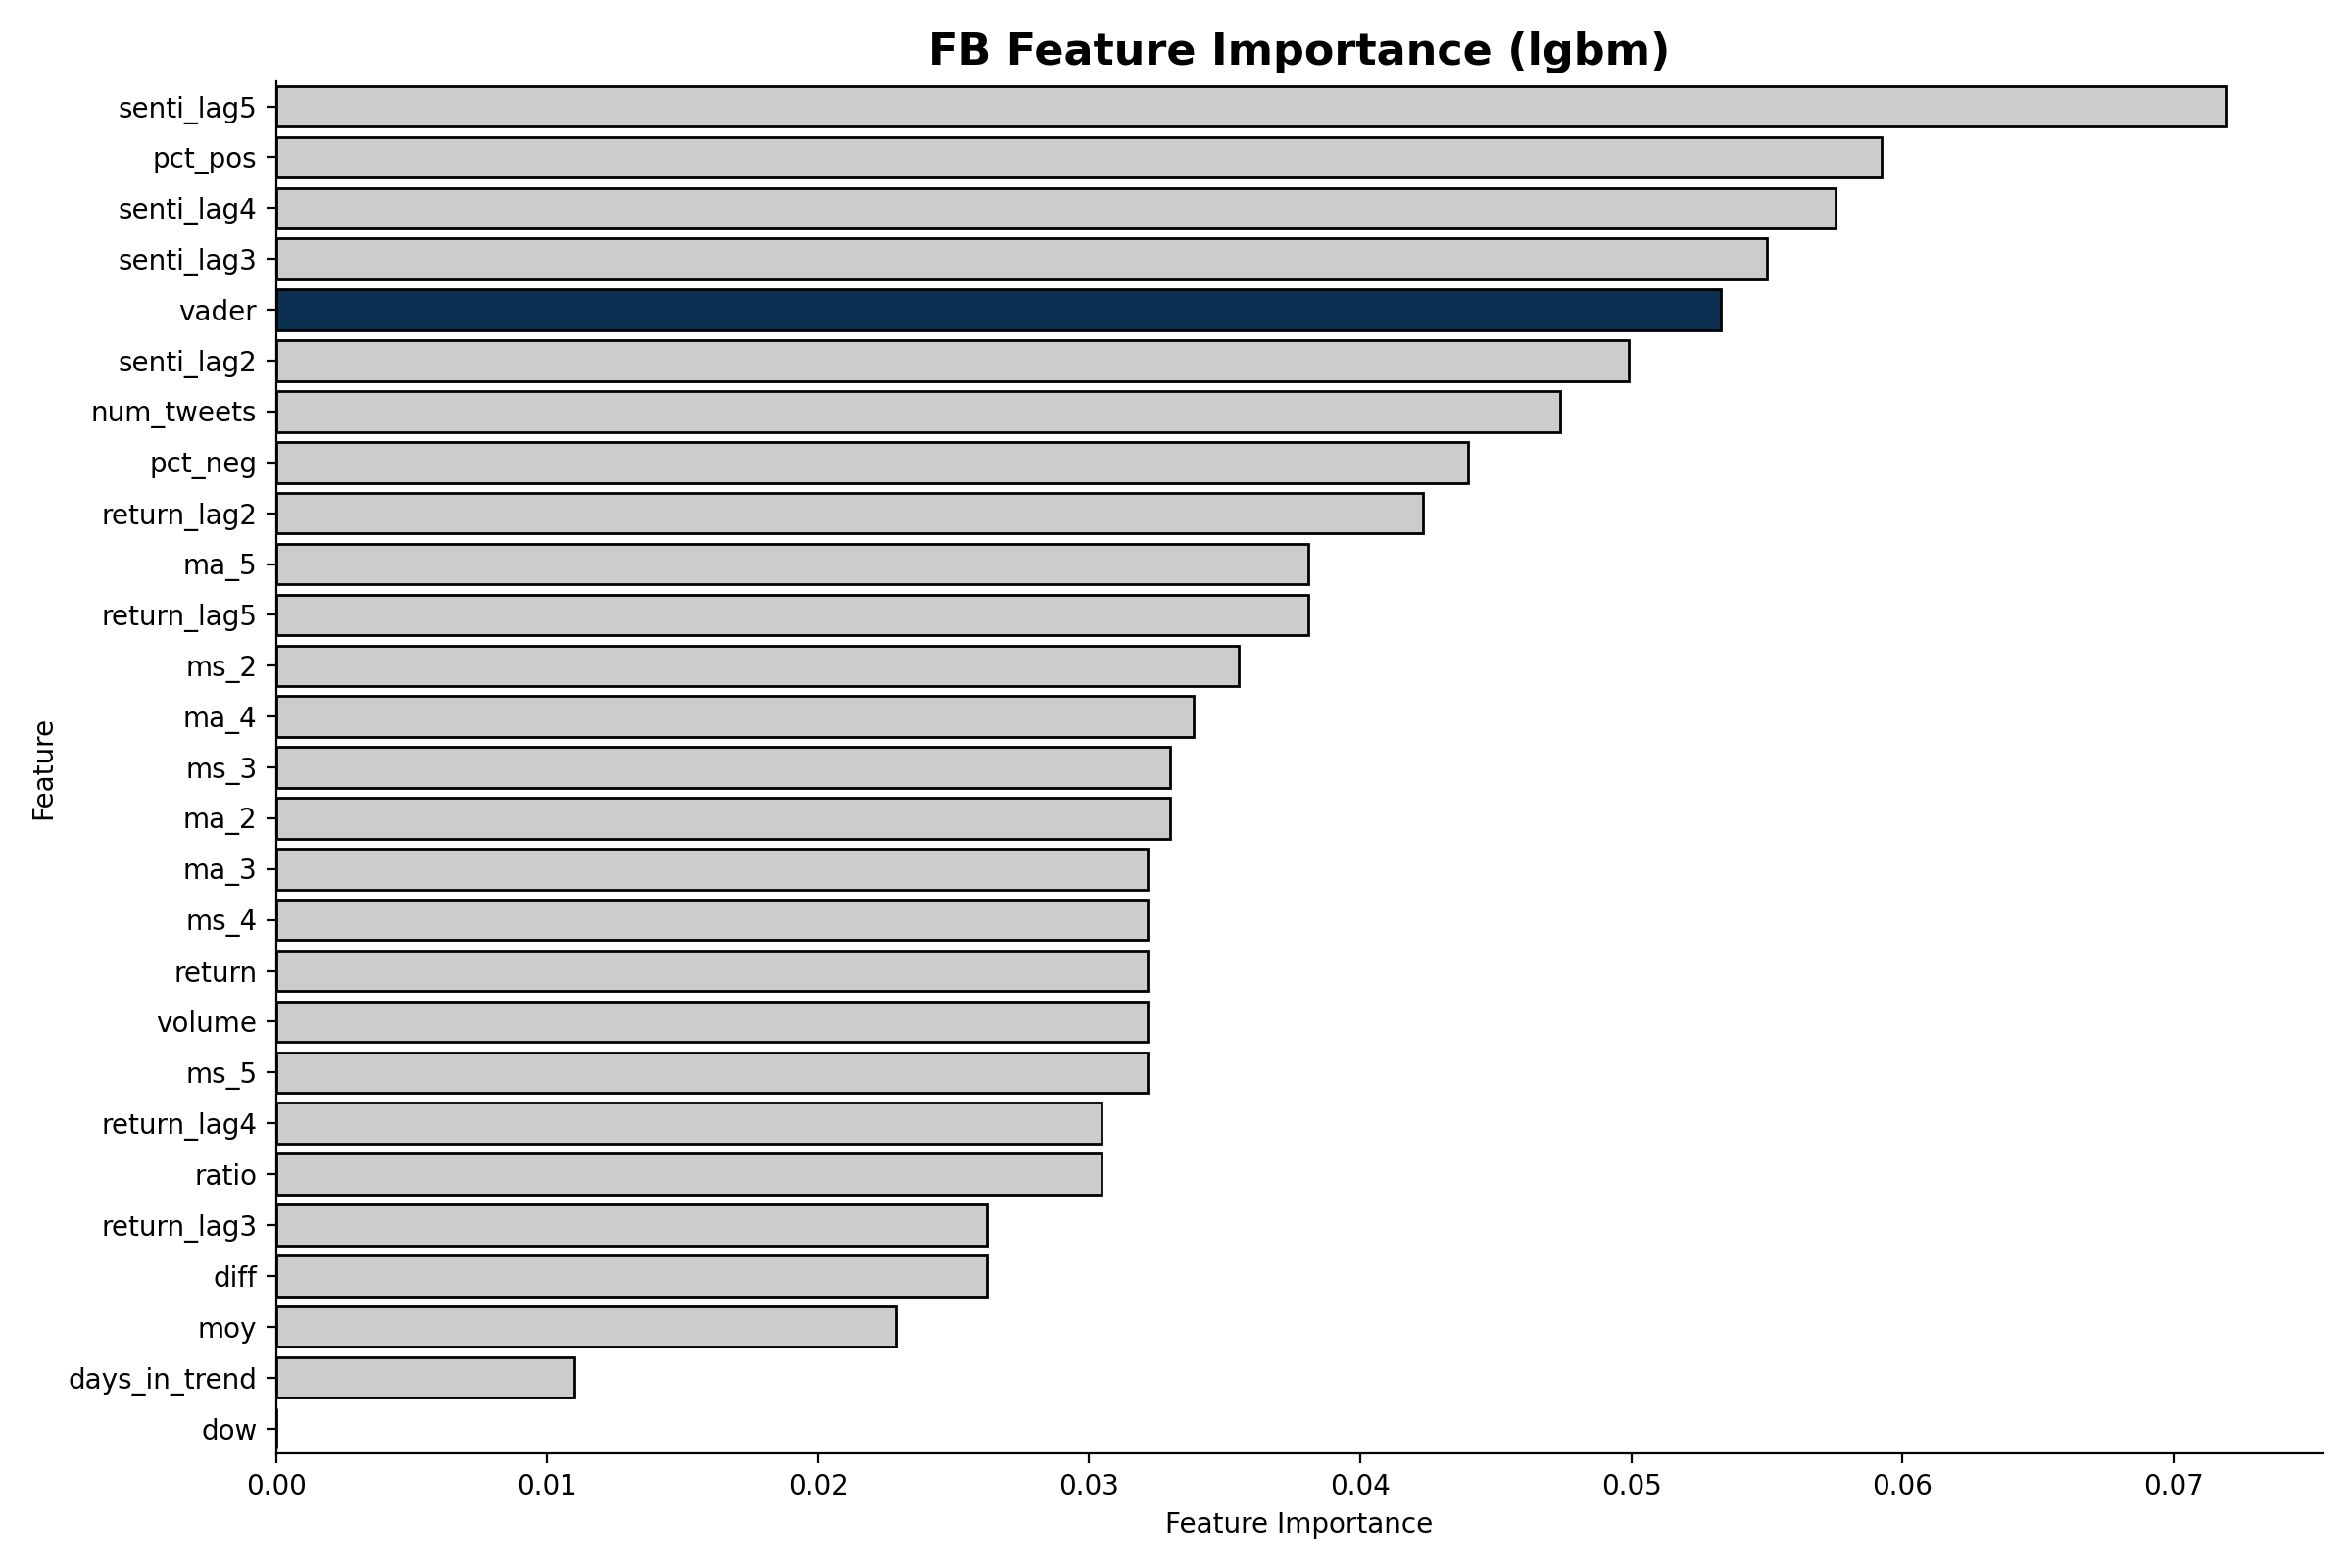 FB Feature Importance (lgbm)
senti_lag5
pct_pos
senti_lag4
senti_lag3
vader
senti_lag2
num_tweets
pct_neg
return_lag2
ma_5
return_lag5
ms_2
ma_4
ms_3
ma_2
ma_3
ms_4
return
volume
ms_5
return_lag4
ratio
return_lag3
diff
moy
days_in_trend
dow
Feature
0.00 0.01 0.02 0.03 0.04 0.05 0.06 0.07
Feature Importance